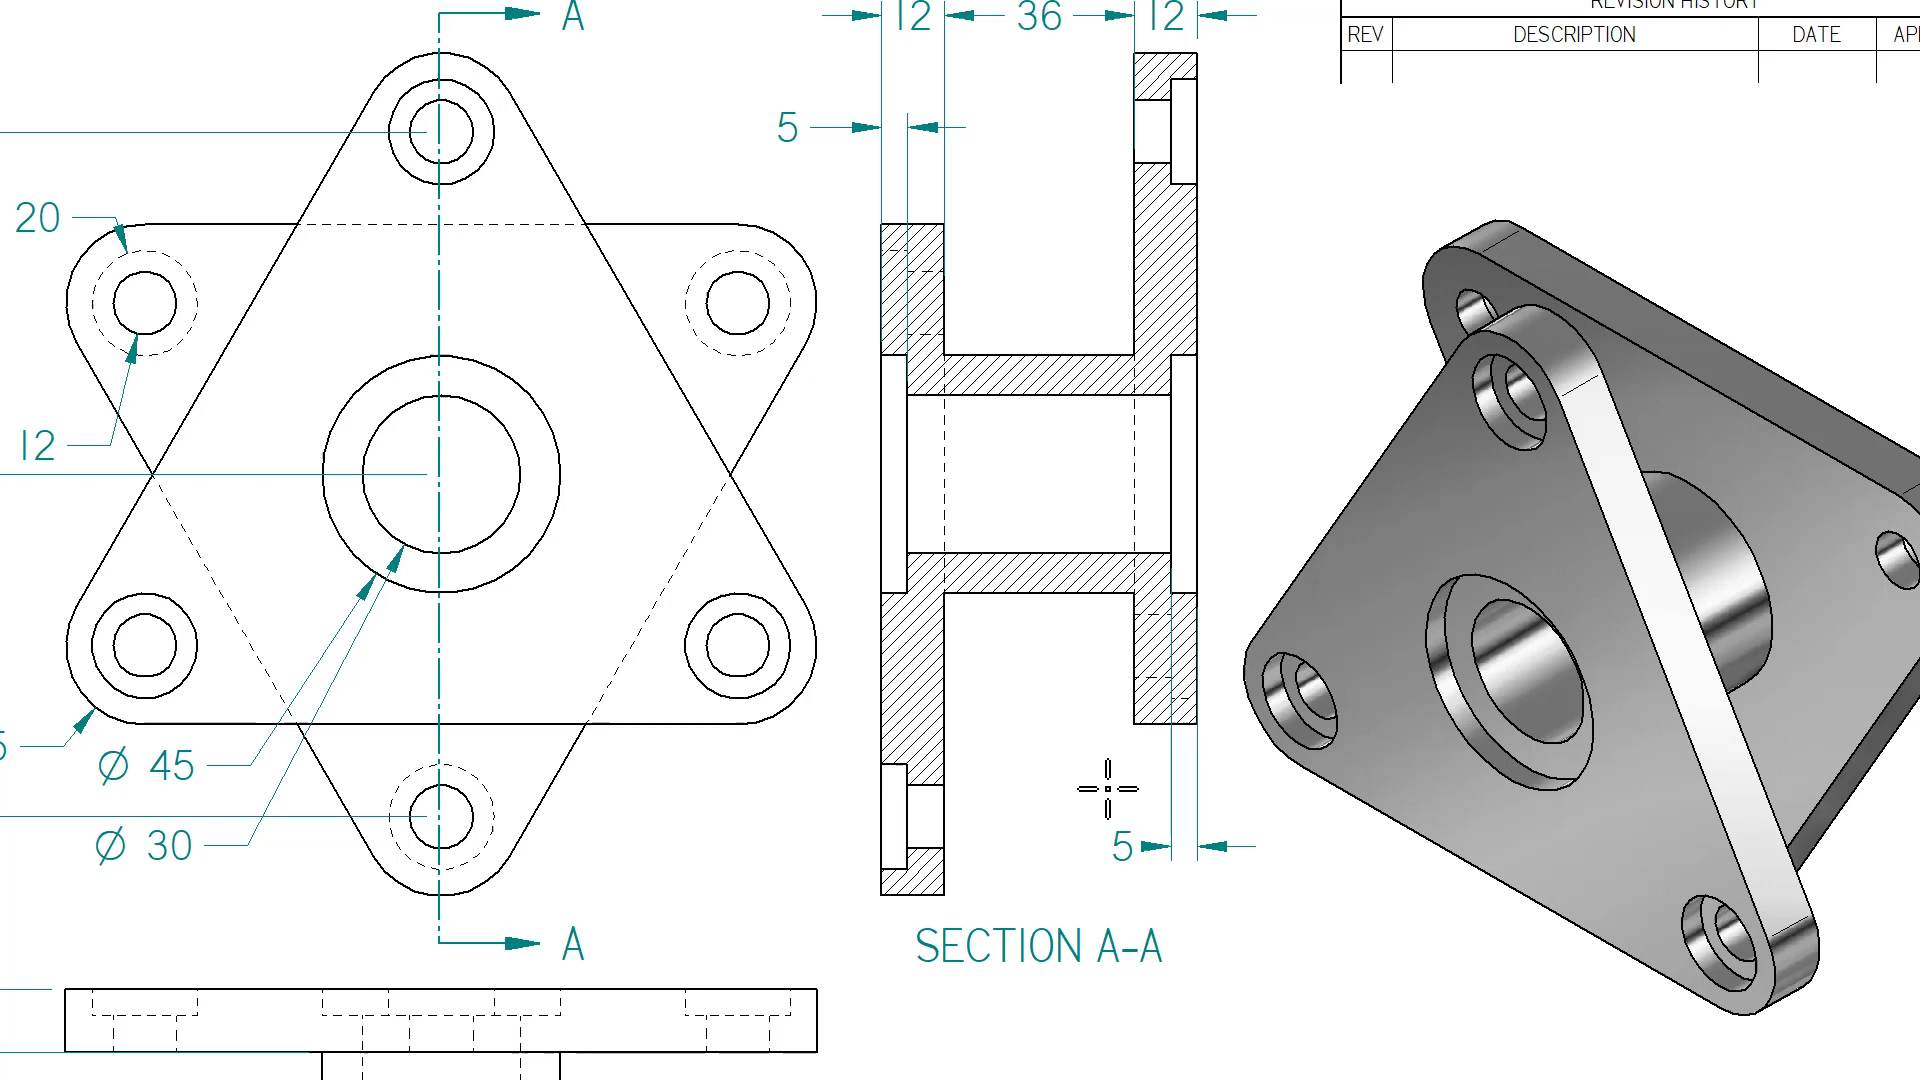 A
12
36
12
REVISION HISTORY
REV
DESCRIPTION
DATE
5
20
12
Ø 45
Ø 30
5
A
SECTION A-A